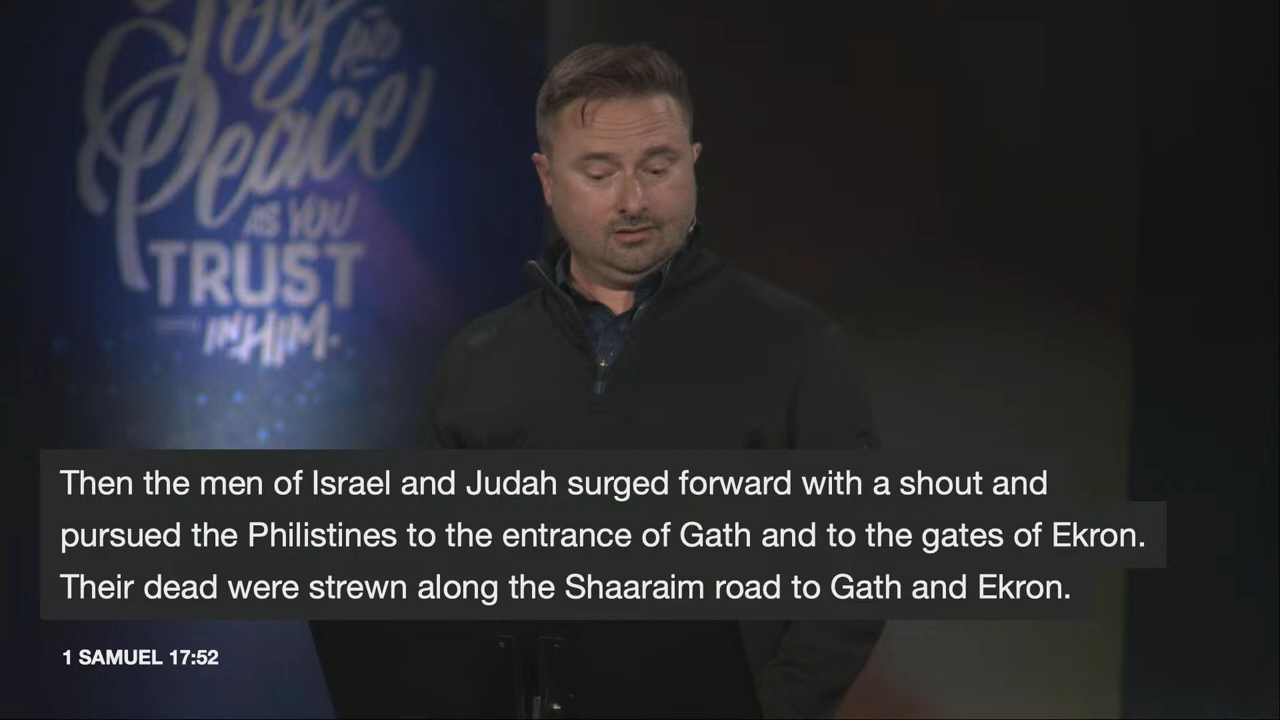 Joy
AND
Peace
AS YOU
TRUST
IN HIM.
Then the men of Israel and Judah surged forward with a shout and
pursued the Philistines to the entrance of Gath and to the gates of Ekron.
Their dead were strewn along the Shaaraim road to Gath and Ekron.
1 SAMUEL 17:52